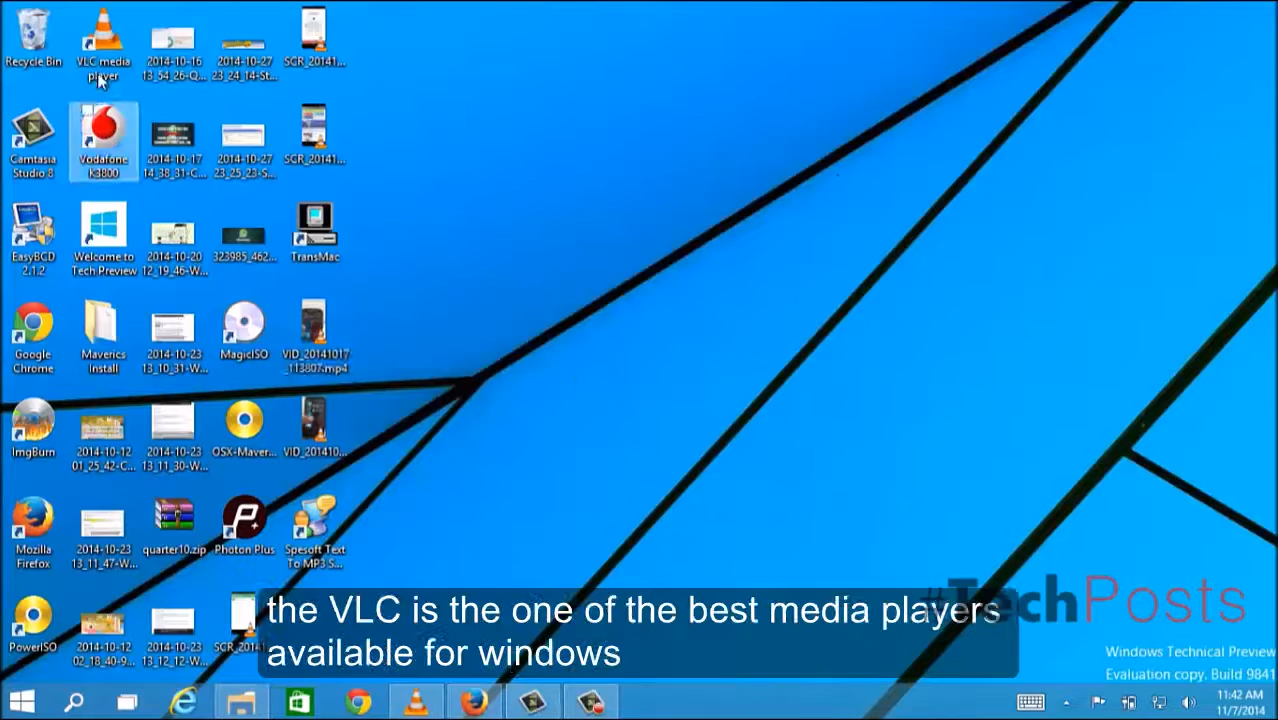 Recycle Bin
VLC media
player
2014-10-16
13_54_26-Q...
2014-10-27
23_24_14-St...
SCR_20141...
Camtasia
Studio 8
Vodafone
K3800
2014-10-17
14_38_31-C...
2014-10-27
23_25_23-S...
SCR_20141...
EasyBCD
2.1.2
Welcome to
Tech Preview
2014-10-20
12_19_46-W...
323985_462...
TransMac
Google
Chrome
Maverics
Install
2014-10-23
13_10_31-W...
MagicISO
VID_20141017
_113807.mp4
ImgBurn
2014-10-12
01_25_42-C...
2014-10-23
13_11_30-W...
OSX-Maver...
VID_201410...
Mozilla
Firefox
2014-10-23
13_11_47-W...
quarter10.zip
Photon Plus
Spesoft Text
To MP3 S...
PowerISO
2014-10-12
02_18_40-9...
2014-10-23
13_12_12-W...
the VLC is the one of the best media players
available for windows
#TechPosts
Windows Technical Preview
Evaluation copy. Build 9841
11:42 AM
11/7/2014